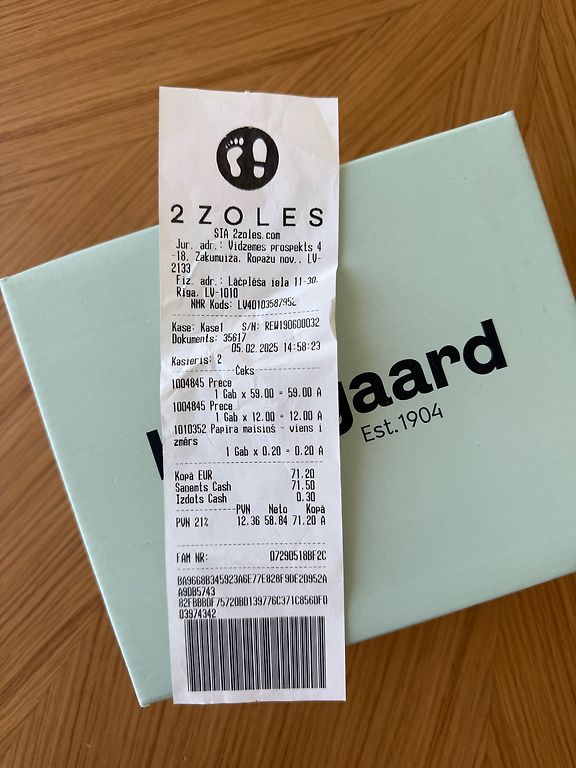 2ZOLES
SIA 2zoles.com
Jur. adr.: Vidzemes prospekts 4
-18, Zaķumuiža, Ropažu nov., LV-
2133
Fiz. adr.: Lāčplēša iela 11-30,
Rīga, LV-1010
NMR Kods: LV40103587952
Kase: Kase1 S/N: REW190600032
Dokuments: 35617
05.02.2025 14:58:23
Kasieris: 2
Čeks
1004845 Prece
1 Gab x 59.00 = 59.00 A
1004845 Prece
1 Gab x 12.00 = 12.00 A
1010352 Papīra maisiņš - viens i
zmērs
1 Gab x 0.20 = 0.20 A
Kopā EUR 71.20
Saņemts Cash 71.50
Izdots Cash 0.30
PVN Neto Kopā
PVN 21% 12.36 58.84 71.20 A
FAM NR: 07290518BF2C
BA9668B345923A6E77E828F9DE2D952A
A9DB5743
82FBBBDF75720BD139776C371C856DFD
03974342
gaard
Est.1904